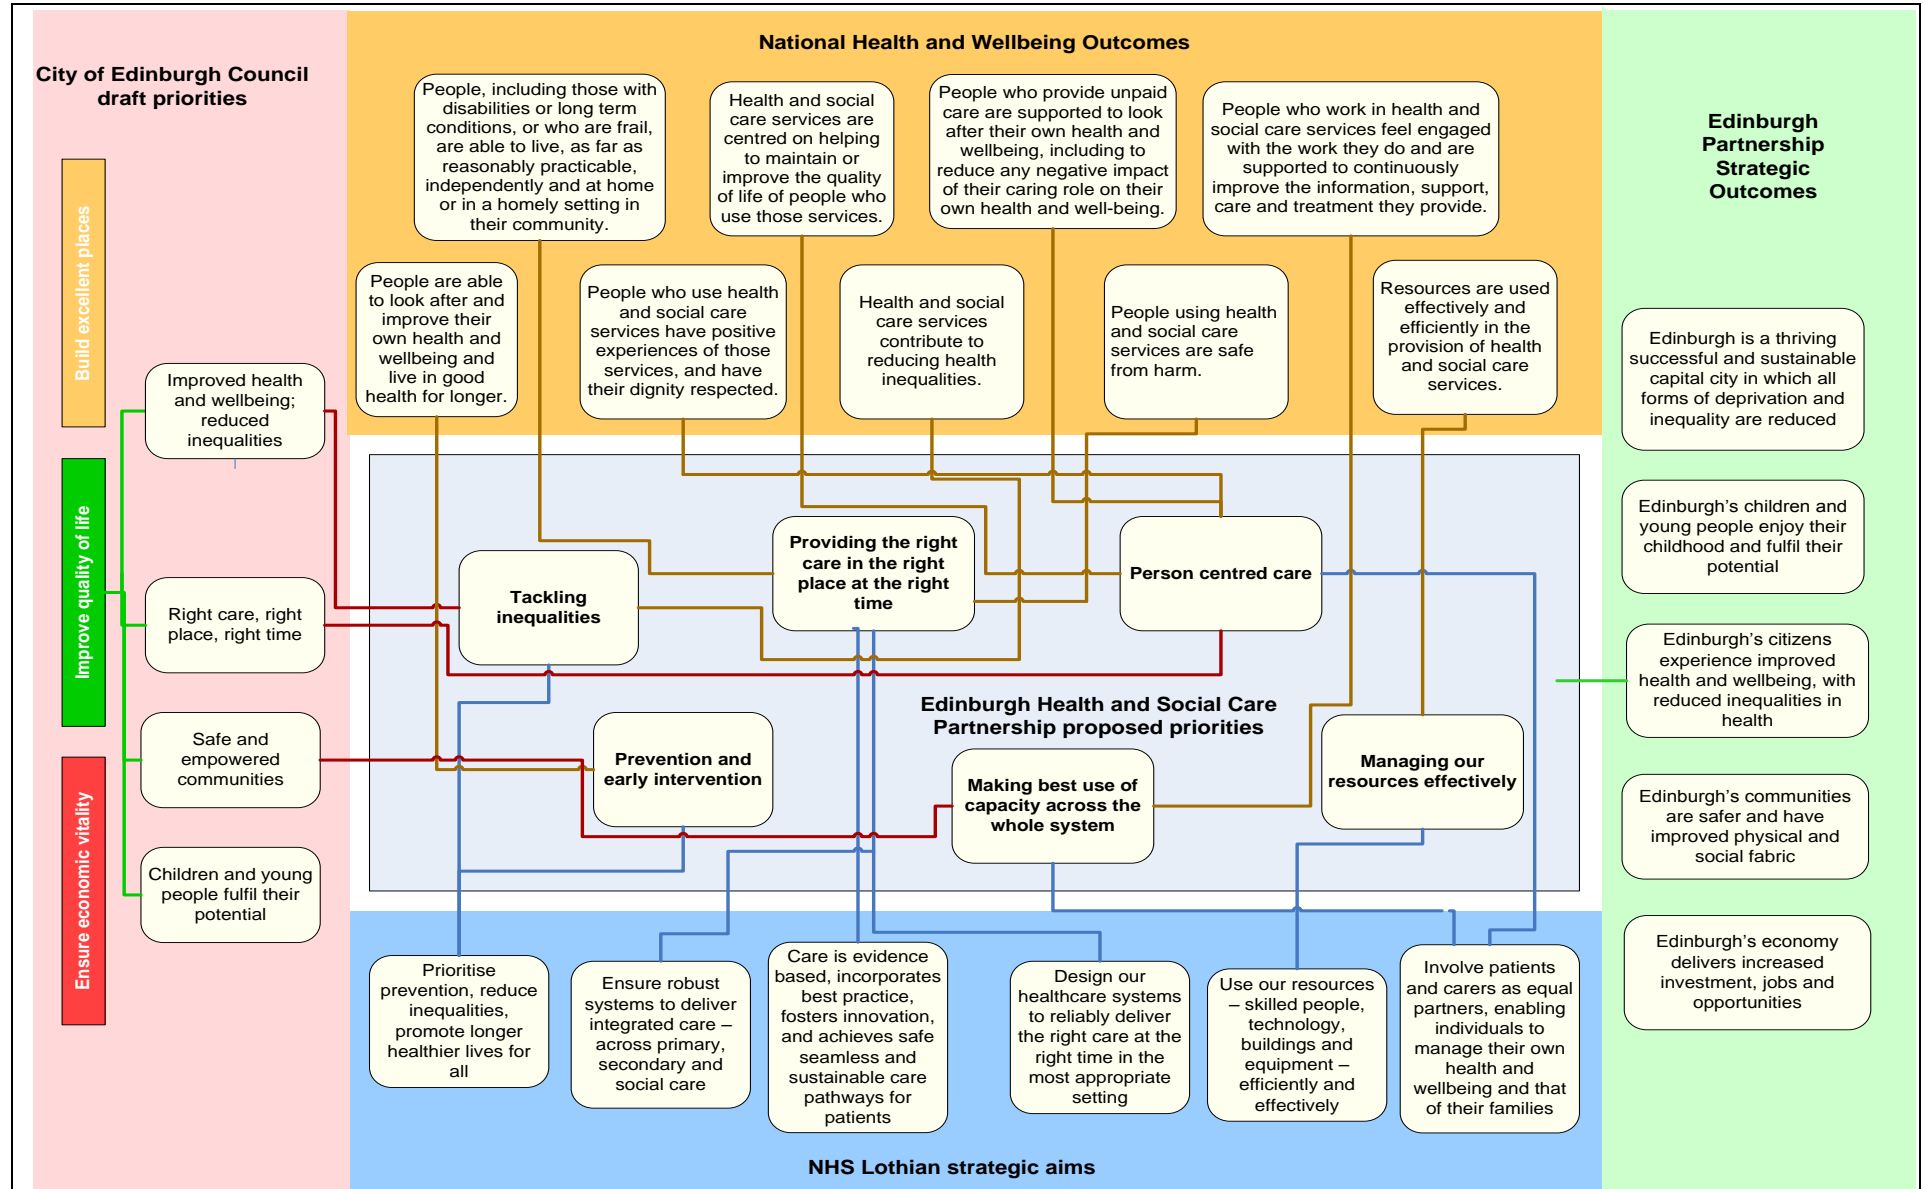 National Health and Wellbeing Outcomes
City of Edinburgh Council
draft priorities
Build excellent places
Improve quality of life
Ensure economic vitality
Improved health
and wellbeing;
reduced
inequalities
Right care, right
place, right time
Safe and
empowered
communities
Children and young
people fulfil their
potential
People, including those with
disabilities or long term
conditions, or who are frail,
are able to live, as far as
reasonably practicable,
independently and at home
or in a homely setting in
their community.
Health and social
care services are
centred on helping
to maintain or
improve the quality
of life of people who
use those services.
People who provide unpaid
care are supported to look
after their own health and
wellbeing, including to
reduce any negative impact
of their caring role on their
own health and well-being.
People who work in health and
social care services feel engaged
with the work they do and are
supported to continuously
improve the information, support,
care and treatment they provide.
People are able
to look after and
improve their
own health and
wellbeing and
live in good
health for longer.
People who use health
and social care
services have positive
experiences of those
services, and have
their dignity respected.
Health and social
care services
contribute to
reducing health
inequalities.
People using health
and social care
services are safe
from harm.
Resources are used
effectively and
efficiently in the
provision of health
and social care
services.
Tackling
inequalities
Providing the right
care in the right
place at the right
time
Person centred care
Edinburgh Health and Social Care
Partnership proposed priorities
Prevention and
early intervention
Making best use of
capacity across the
whole system
Managing our
resources effectively
Prioritise
prevention, reduce
inequalities,
promote longer
healthier lives for
all
Ensure robust
systems to deliver
integrated care –
across primary,
secondary and
social care
Care is evidence
based, incorporates
best practice,
fosters innovation,
and achieves safe
seamless and
sustainable care
pathways for
patients
Design our
healthcare systems
to reliably deliver
the right care at the
right time in the
most appropriate
setting
Use our resources
– skilled people,
technology,
buildings and
equipment –
efficiently and
effectively
Involve patients
and carers as equal
partners, enabling
individuals to
manage their own
health and
wellbeing and that
of their families
NHS Lothian strategic aims
Edinburgh
Partnership
Strategic
Outcomes
Edinburgh is a thriving
successful and sustainable
capital city in which all
forms of deprivation and
inequality are reduced
Edinburgh's children and
young people enjoy their
childhood and fulfil their
potential
Edinburgh's citizens
experience improved
health and wellbeing, with
reduced inequalities in
health
Edinburgh's communities
are safer and have
improved physical and
social fabric
Edinburgh's economy
delivers increased
investment, jobs and
opportunities